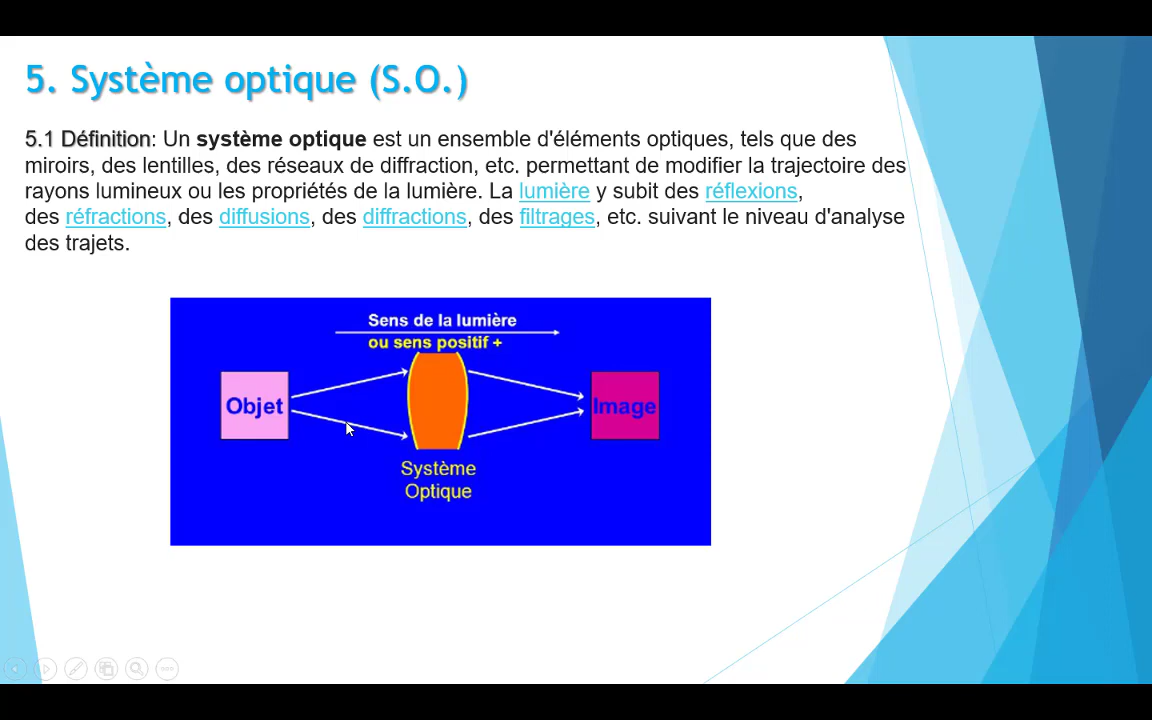 5. Système optique (S.O.)
5.1 Définition: Un système optique est un ensemble d'éléments optiques, tels que des
miroirs, des lentilles, des réseaux de diffraction, etc. permettant de modifier la trajectoire des
rayons lumineux ou les propriétés de la lumière. La lumière y subit des réflexions,
des réfractions, des diffusions, des diffractions, des filtrages, etc. suivant le niveau d'analyse
des trajets.
Sens de la lumière
ou sens positif +
Objet
Image
Système
Optique